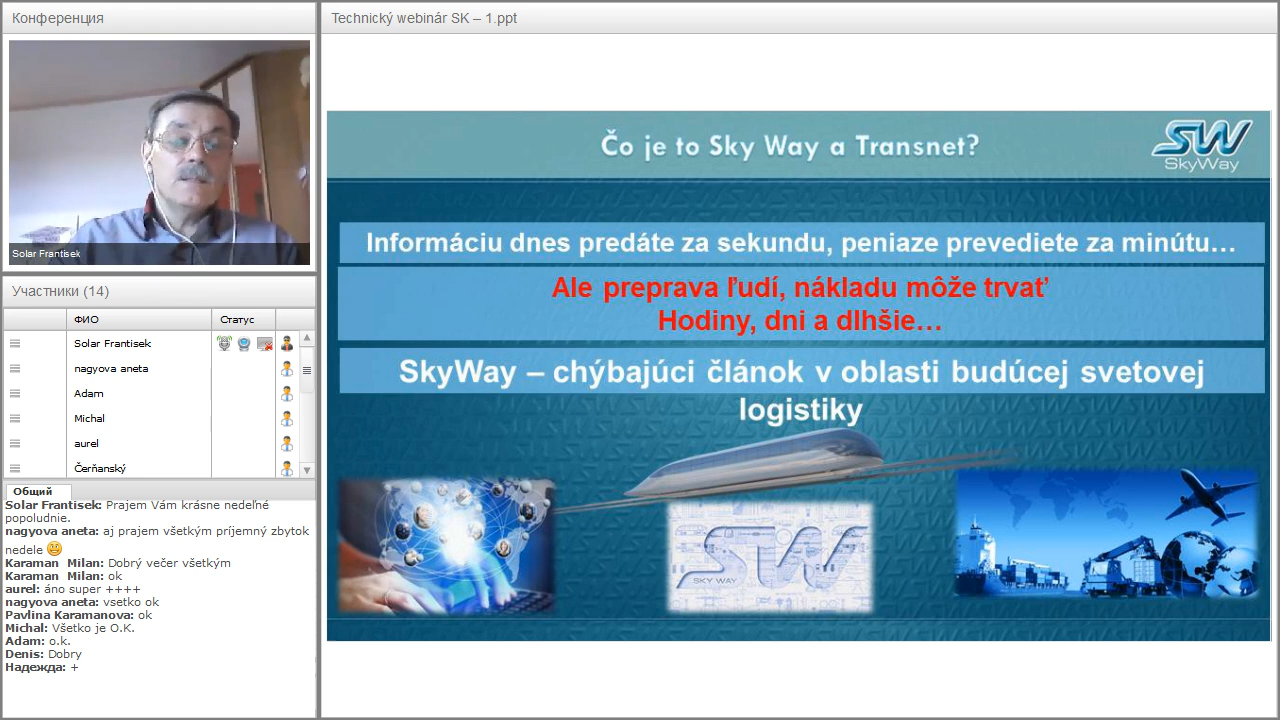 Конференция
Solar Frantisek
Участники (14)
ФИО
Статус
Solar Frantisek
nagyova aneta
Adam
Michal
aurel
Čerňanský
Общий
Solar Frantisek: Prajem Vám krásne nedeľné
popoludnie.
nagyova aneta: aj prajem všetkým príjemný zbytok
nedele
Karaman Milan: Dobrý večer všetkým
Karaman Milan: ok
aurel: áno super ++++
nagyova aneta: vsetko ok
Pavlina Karamanova: ok
Michal: Všetko je O.K.
Adam: o.k.
Denis: Dobry
Надежда: +
Technický webinár SK – 1.ppt
Čo je to Sky Way a Transnet?
SW
SkyWay
Informáciu dnes predáte za sekundu, peniaze prevediete za minútu…
Ale preprava ľudí, nákladu môže trvať
Hodiny, dni a dlhšie…
SkyWay – chýbajúci článok v oblasti budúcej svetovej
logistiky
SW
SKY WAY